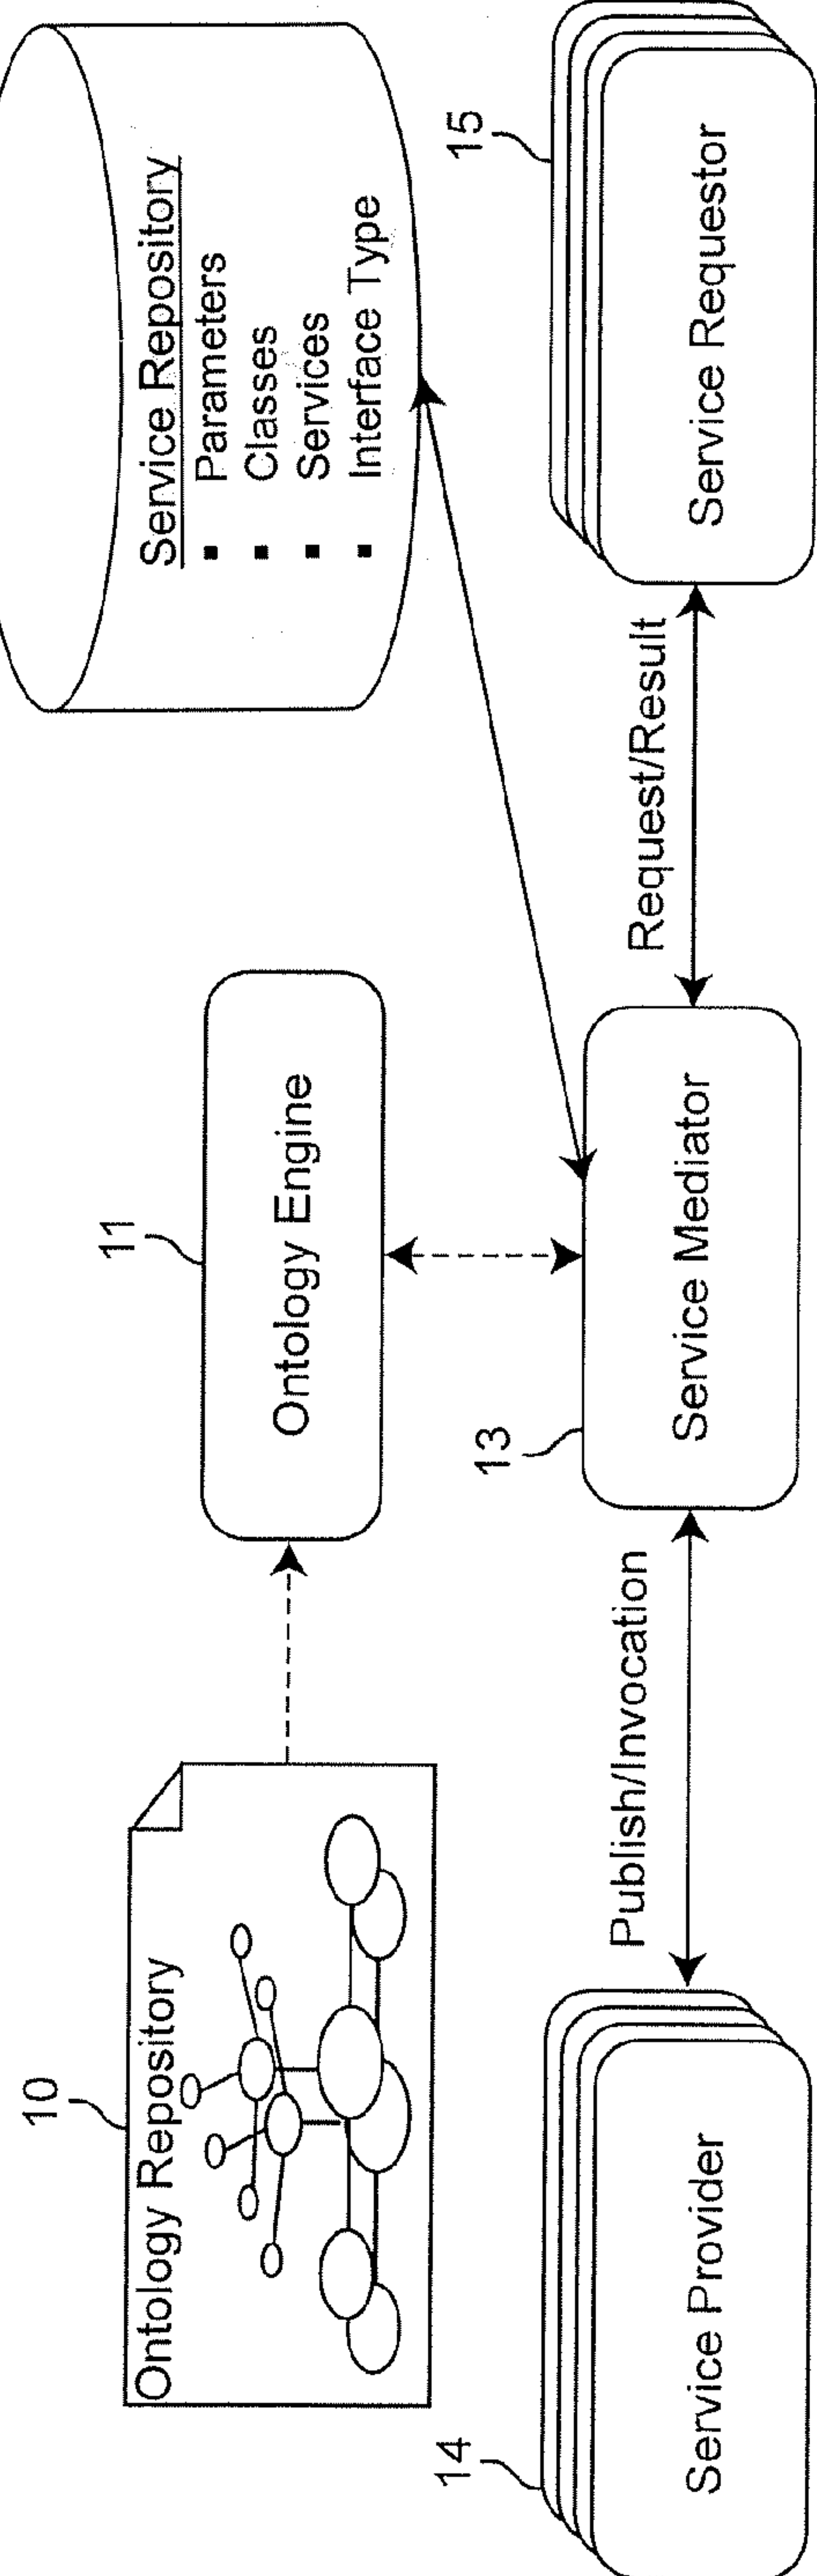 10
Ontology Repository
11
Ontology Engine
Service Repository
▪ Parameters
▪ Classes
▪ Services
▪ Interface Type
14
Service Provider
Publish/Invocation
13
Service Mediator
Request/Result
15
Service Requestor